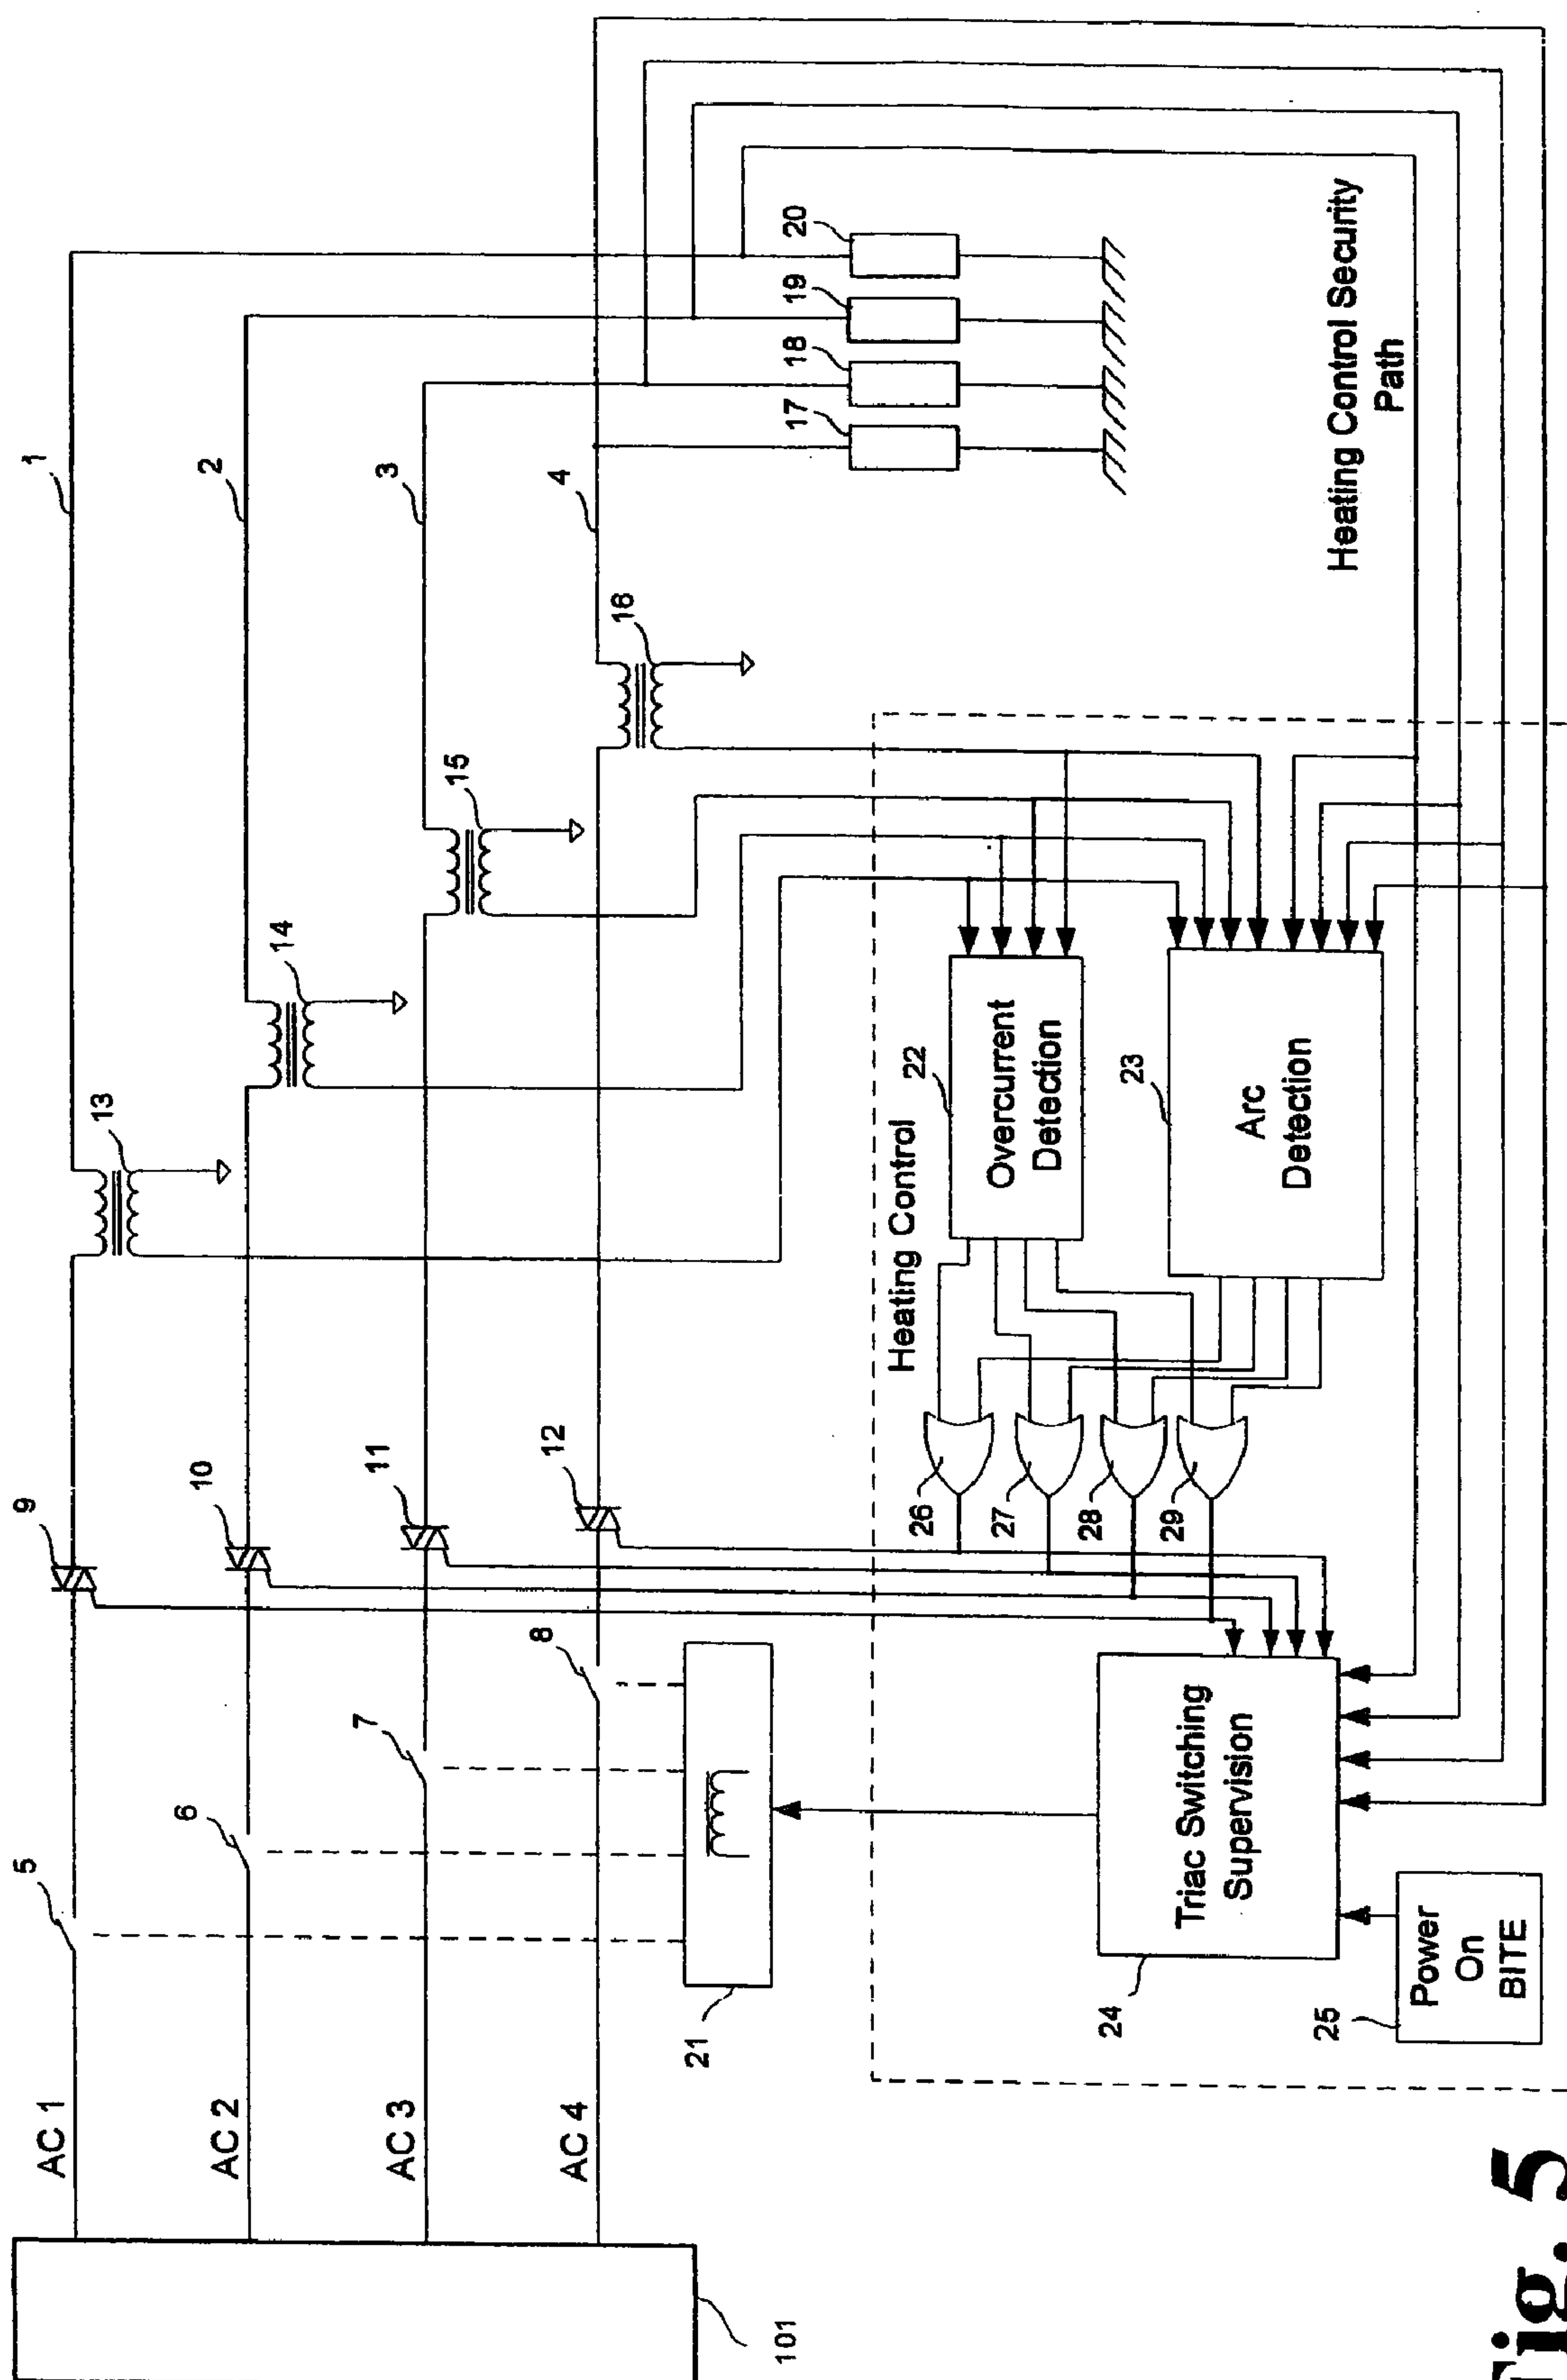 1
2
3
4
5
6
7
8
9
10
11
12
13
14
15
16
17
18
19
20
AC 1
AC 2
AC 3
AC 4
101
21
Heating Control
22
Overcurrent
Detection
23
Arc
Detection
26
27
28
29
24
Triac Switching
Supervision
25
Power
On
BITE
Heating Control Security
Path
Fig. 5